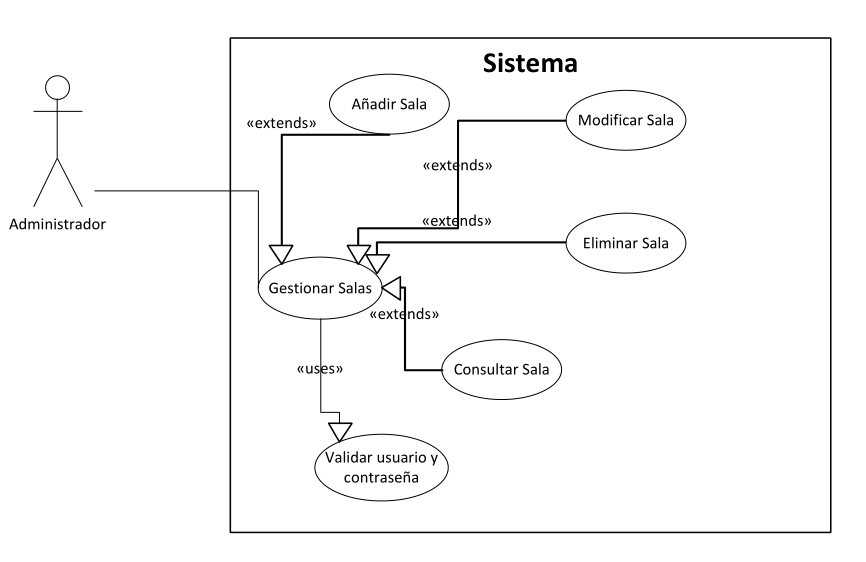 Sistema
Añadir Sala
Modificar Sala
«extends»
«extends»
Administrador
«extends»
Eliminar Sala
Gestionar Salas
«extends»
«uses»
Consultar Sala
Validar usuario y
contraseña